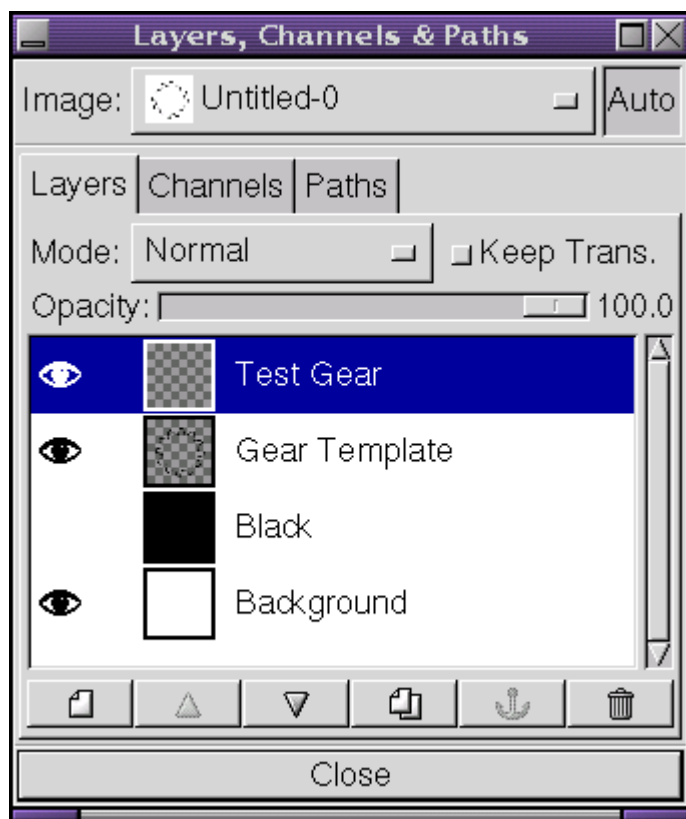 Layers, Channels & Paths
Image: Untitled-0 Auto
Layers Channels Paths
Mode: Normal Keep Trans.
Opacity: 100.0
Test Gear
Gear Template
Black
Background
Close